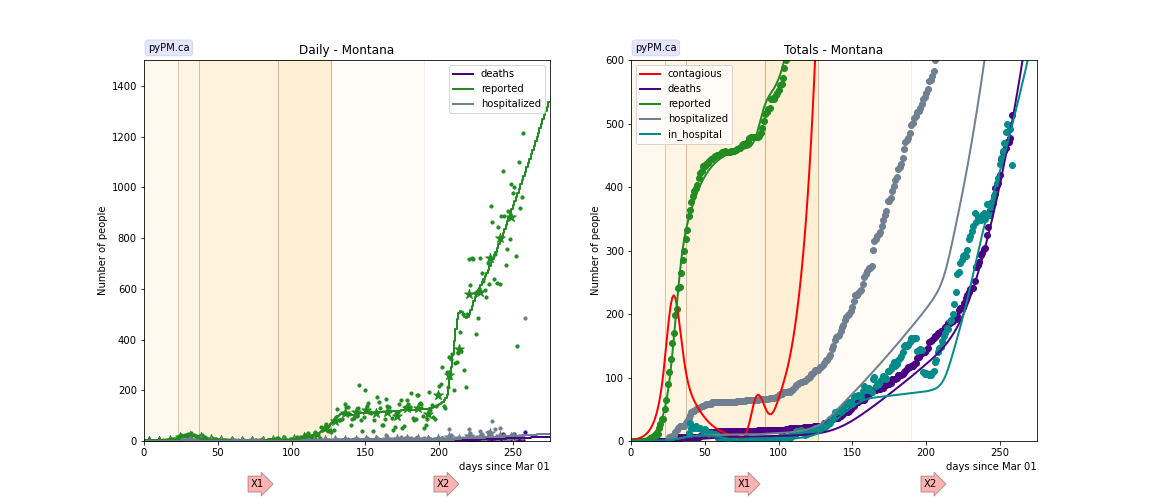 pyPM.ca
Daily - Montana
deaths
reported
hospitalized
Number of people
1400
1200
1000
800
600
400
200
0
0 50 100 150 200 250
days since Mar 01
X1 X2
pyPM.ca
Totals - Montana
contagious
deaths
reported
hospitalized
in_hospital
Number of people
600
500
400
300
200
100
0
0 50 100 150 200 250
days since Mar 01
X1 X2